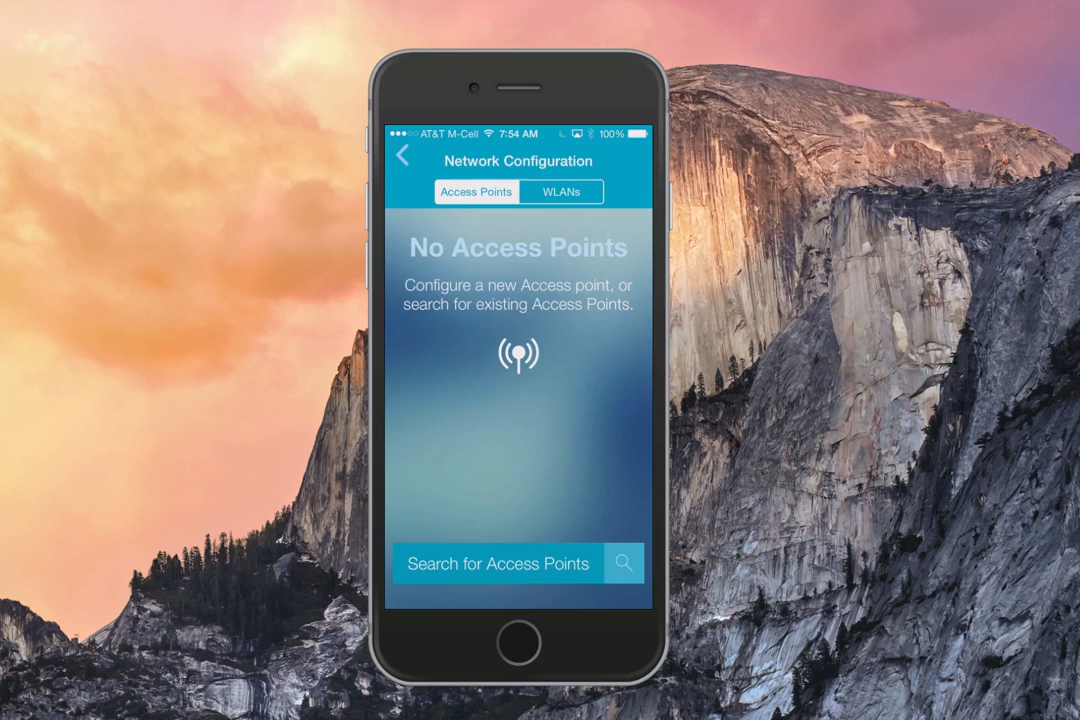 AT&T M-Cell 7:54 AM 100%
Network Configuration
Access Points WLANs
No Access Points
Configure a new Access point, or
search for existing Access Points.
Search for Access Points